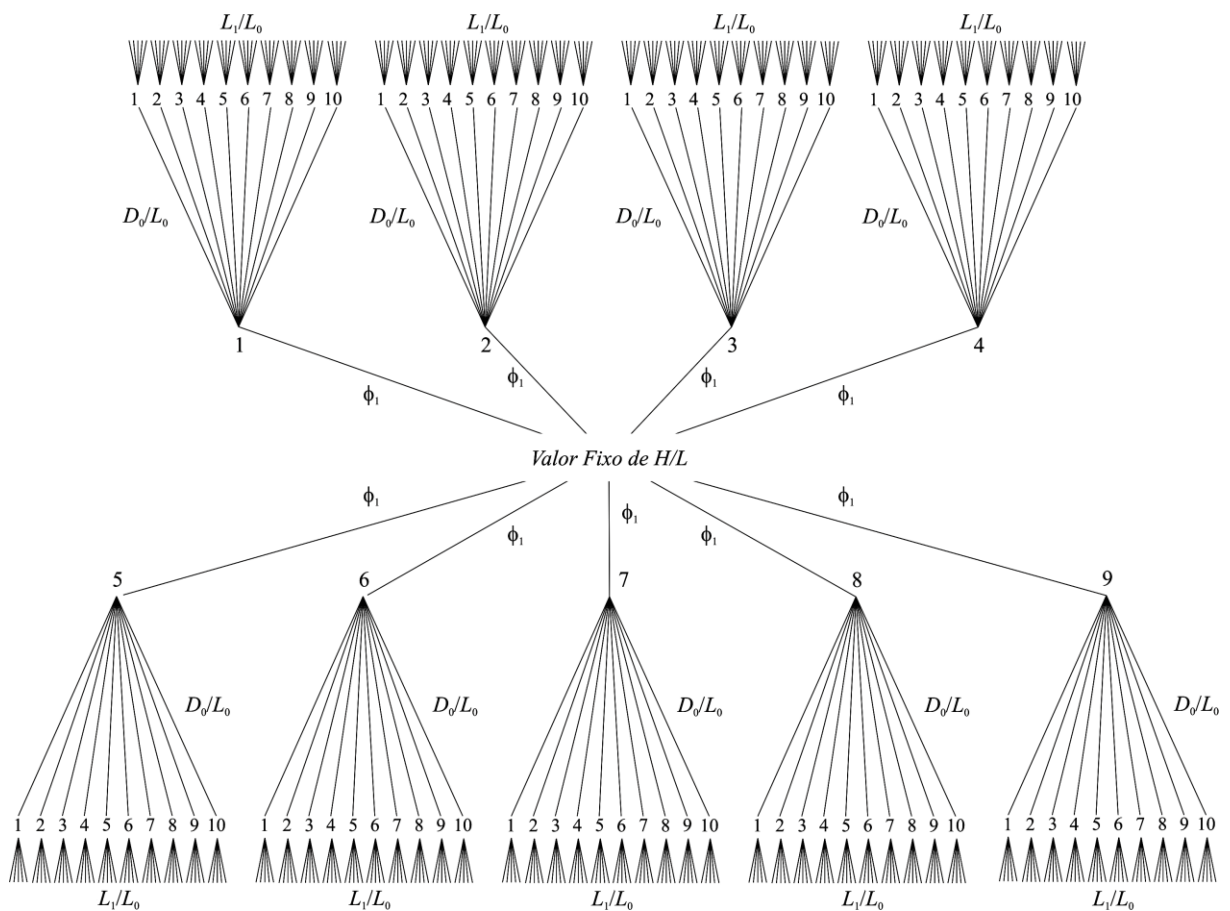 L₁/L₀ L₁/L₀ L₁/L₀ L₁/L₀
1 2 3 4 5 6 7 8 9 10 1 2 3 4 5 6 7 8 9 10 1 2 3 4 5 6 7 8 9 10 1 2 3 4 5 6 7 8 9 10
D₀/L₀ D₀/L₀ D₀/L₀ D₀/L₀
1 2 3 4
ϕ₁ ϕ₁ ϕ₁ ϕ₁
Valor Fixo de H/L
ϕ₁ ϕ₁ ϕ₁ ϕ₁ ϕ₁
5 6 7 8 9
D₀/L₀ D₀/L₀ D₀/L₀ D₀/L₀ D₀/L₀
1 2 3 4 5 6 7 8 9 10 1 2 3 4 5 6 7 8 9 10 1 2 3 4 5 6 7 8 9 10 1 2 3 4 5 6 7 8 9 10 1 2 3 4 5 6 7 8 9 10
L₁/L₀ L₁/L₀ L₁/L₀ L₁/L₀ L₁/L₀